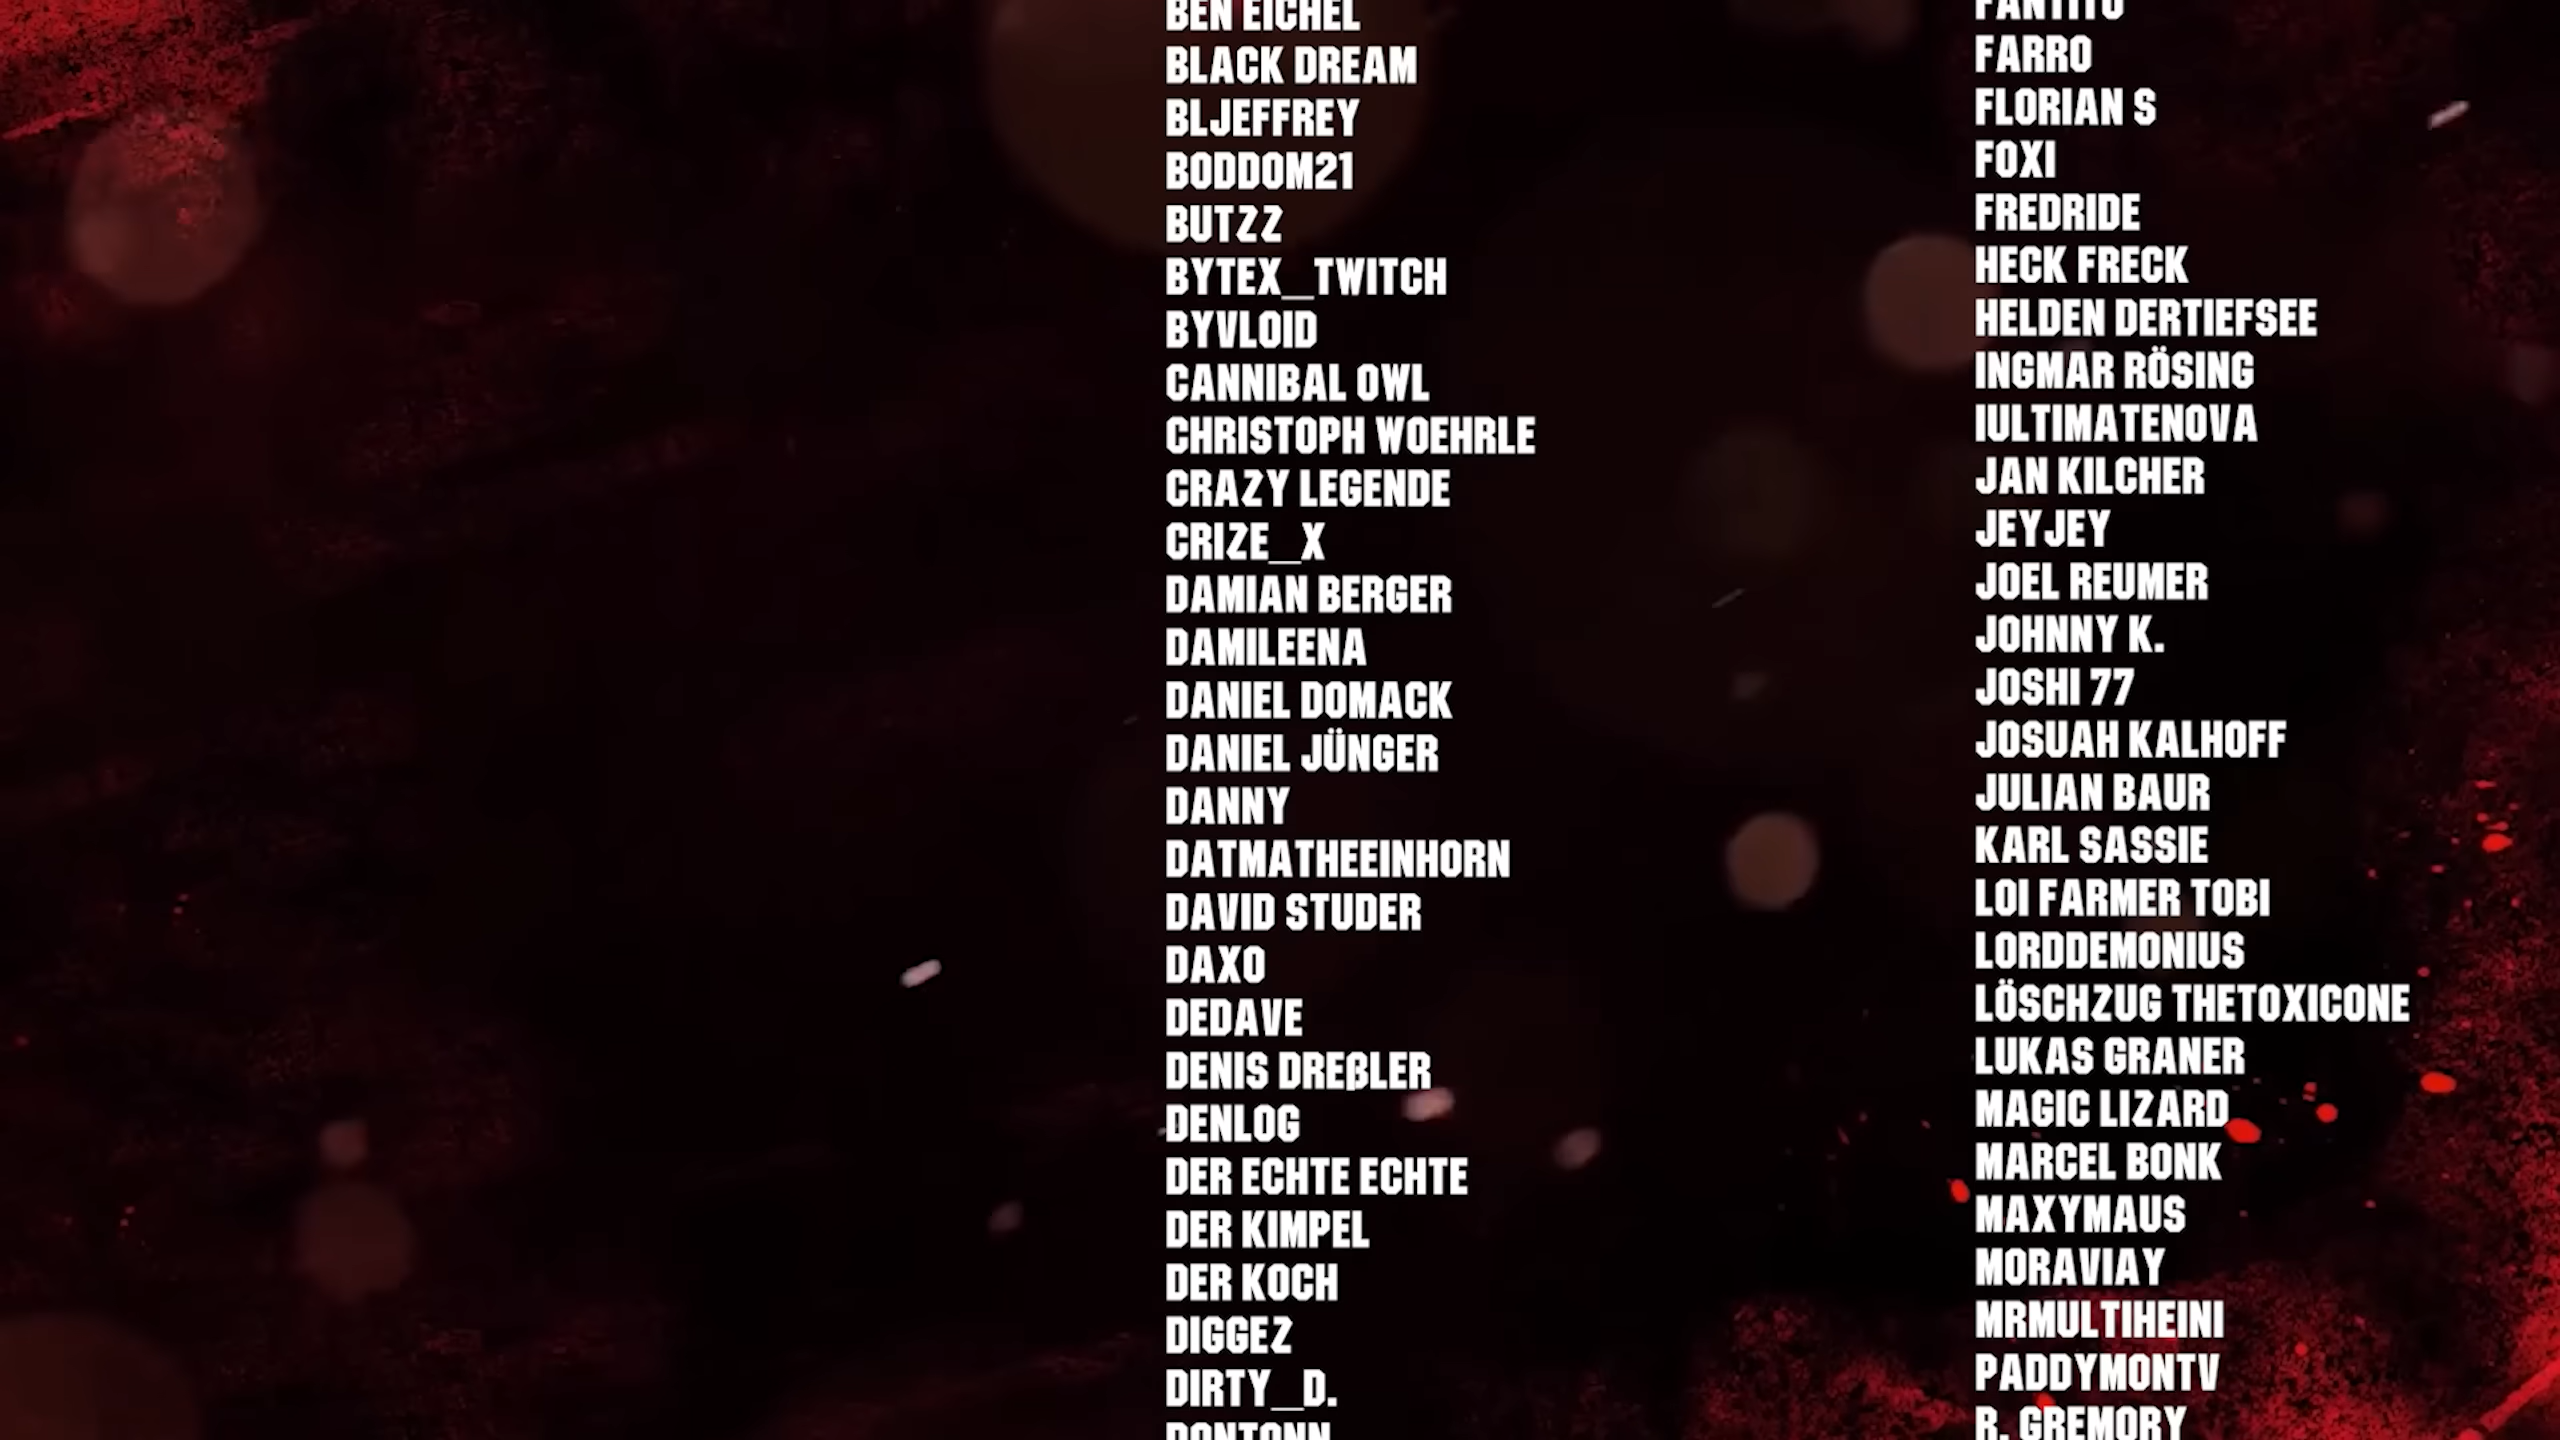 BEN EICHEL
BLACK DREAM
BLJEFFREY
BODDOM21
BUTZZ
BYTEX_TWITCH
BYVLOID
CANNIBAL OWL
CHRISTOPH WOEHRLE
CRAZY LEGENDE
CRIZE_X
DAMIAN BERGER
DAMILEENA
DANIEL DOMACK
DANIEL JÜNGER
DANNY
DATMATHEEINHORN
DAVID STUDER
DAXO
DEDAVE
DENIS DREßLER
DENLOG
DER ECHTE ECHTE
DER KIMPEL
DER KOCH
DIGGEZ
DIRTY_D.
FARRO
FLORIAN S
FOXI
FREDRIDE
HECK FRECK
HELDEN DERTIEFSEE
INGMAR RÖSING
IULTIMATENOVA
JAN KILCHER
JEYJEY
JOEL REUMER
JOHNNY K.
JOSHI 77
JOSUAH KALHOFF
JULIAN BAUR
KARL SASSIE
LOI FARMER TOBI
LORDDEMONIUS
LÖSCHZUG THETOXICONE
LUKAS GRANER
MAGIC LIZARD
MARCEL BONK
MAXYMAUS
MORAVIAY
MRMULTIHEINI
PADDYMONTV
R. GREMORY